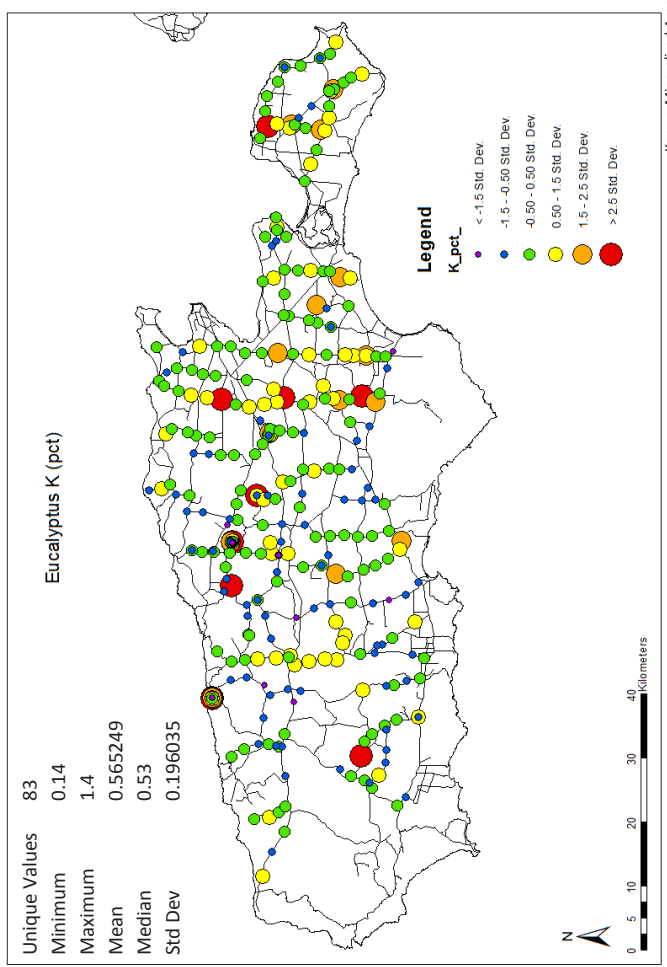 Unique Values 83
Minimum 0.14
Maximum 1.4
Mean 0.565249
Median 0.53
Std Dev 0.196035
Eucalyptus K (pct)
Legend
K_pct_
< -1.5 Std. Dev.
-1.5 - -0.50 Std. Dev.
-0.50 - 0.50 Std. Dev.
0.50 - 1.5 Std. Dev.
1.5 - 2.5 Std. Dev.
> 2.5 Std. Dev.
N
0 5 10 20 30 40
Kilometers